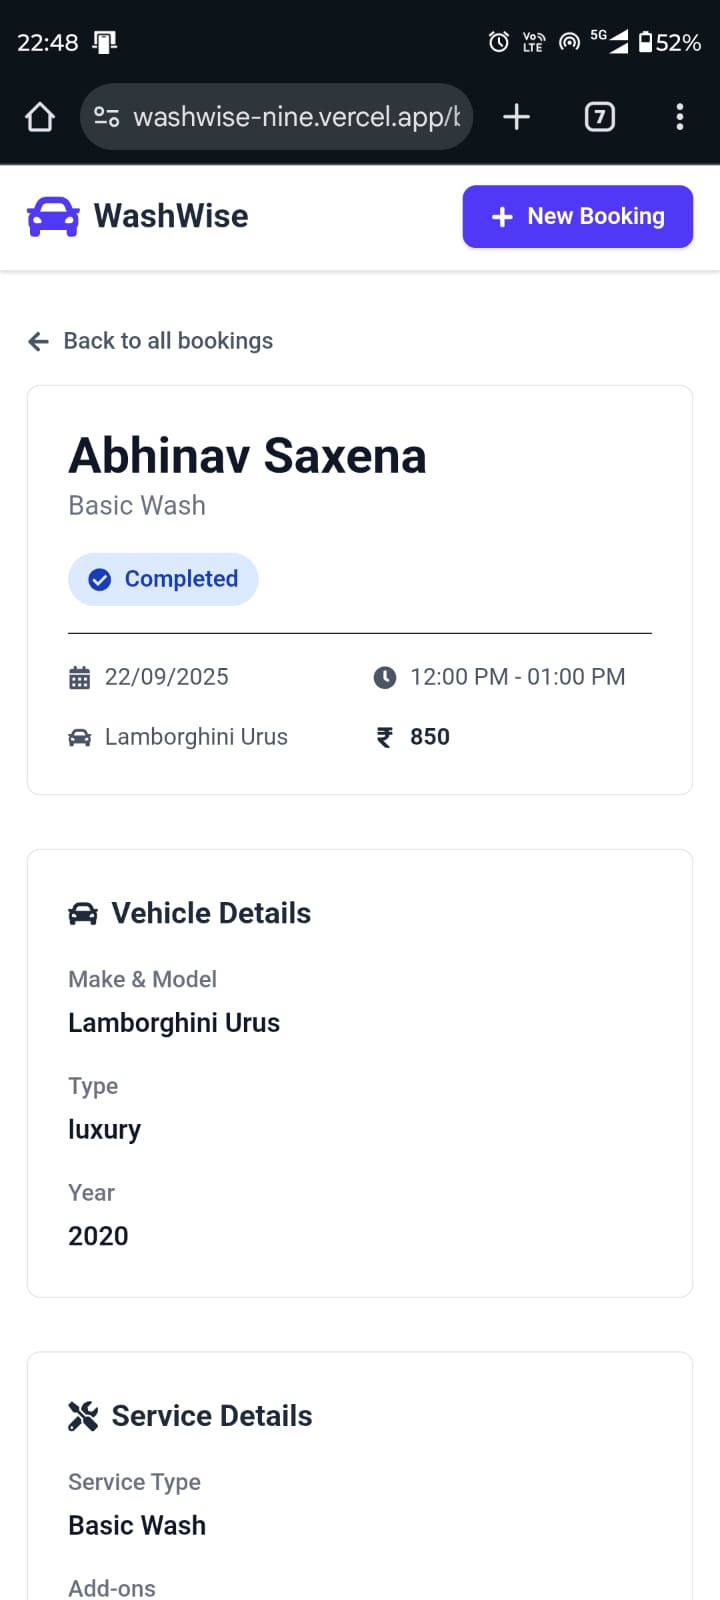 22:48 Vo)) LTE 5G 52%
washwise-nine.vercel.app/b 7
WashWise + New Booking
Back to all bookings
Abhinav Saxena
Basic Wash
Completed
22/09/2025 12:00 PM - 01:00 PM
Lamborghini Urus ₹ 850
Vehicle Details
Make & Model
Lamborghini Urus
Type
luxury
Year
2020
Service Details
Service Type
Basic Wash
Add-ons